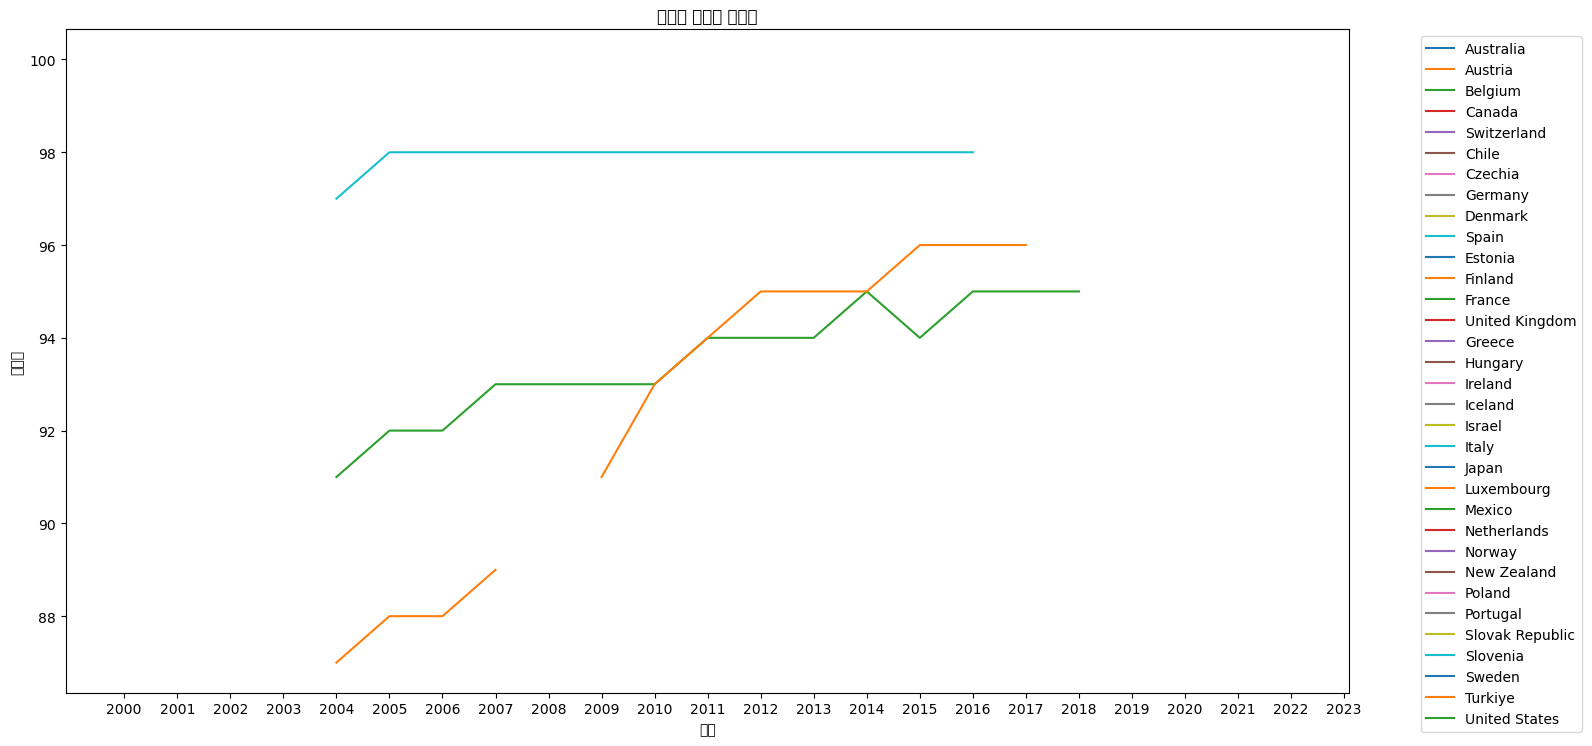 100
98
96
94
92
90
88
2000 2001 2002 2003 2004 2005 2006 2007 2008 2009 2010 2011 2012 2013 2014 2015 2016 2017 2018 2019 2020 2021 2022 2023
Australia
Austria
Belgium
Canada
Switzerland
Chile
Czechia
Germany
Denmark
Spain
Estonia
Finland
France
United Kingdom
Greece
Hungary
Ireland
Iceland
Israel
Italy
Japan
Luxembourg
Mexico
Netherlands
Norway
New Zealand
Poland
Portugal
Slovak Republic
Slovenia
Sweden
Turkiye
United States